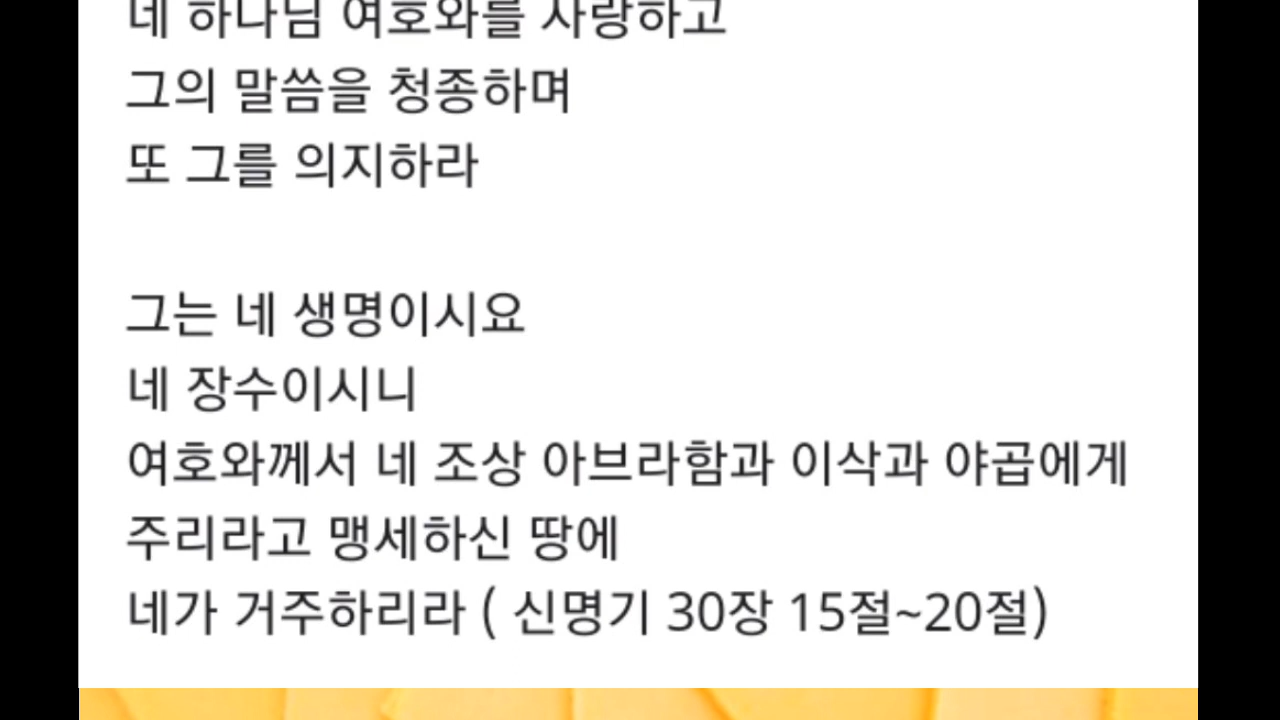 네 하나님 여호와를 사랑하고
그의 말씀을 청종하며
또 그를 의지하라
그는 네 생명이시요
네 장수이시니
여호와께서 네 조상 아브라함과 이삭과 야곱에게
주리라고 맹세하신 땅에
네가 거주하리라 ( 신명기 30장 15절~20절)